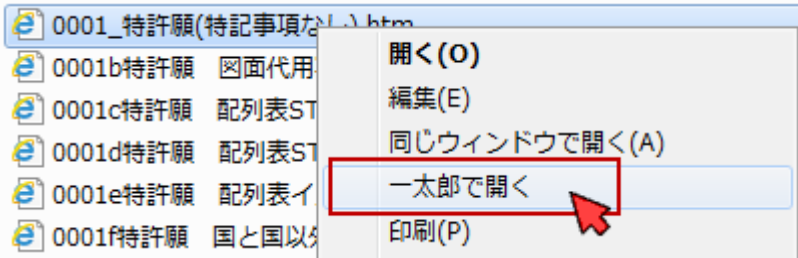 0001_特許願(特記事項なし).htm
0001b特許願　図面代用
0001c特許願　配列表ST
0001d特許願　配列表ST
0001e特許願　配列表イ
0001f特許願　国と国以外
開く(O)
編集(E)
同じウィンドウで開く(A)
一太郎で開く
印刷(P)